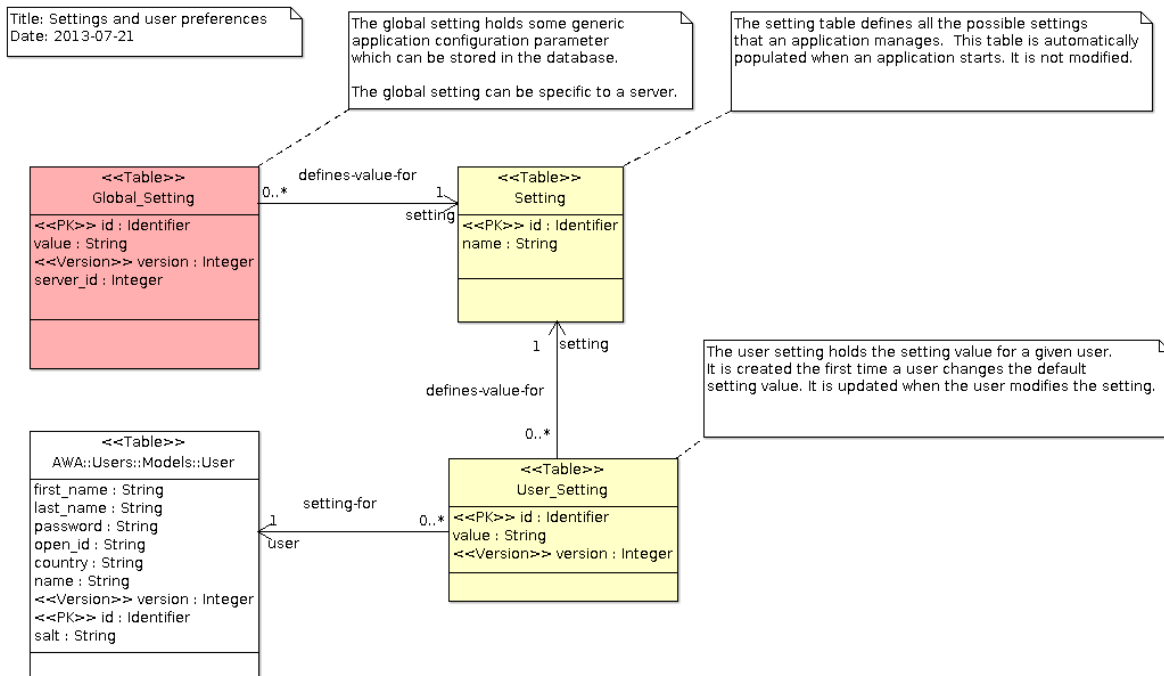 Title: Settings and user preferences
Date: 2013-07-21
The global setting holds some generic
application configuration parameter
which can be stored in the database.
The global setting can be specific to a server.
The setting table defines all the possible settings
that an application manages.  This table is automatically
populated when an application starts. It is not modified.
<<Table>>
Global_Setting
<<PK>> id : Identifier
value : String
<<Version>> version : Integer
server_id : Integer
defines-value-for
0..*
1
setting
<<Table>>
Setting
<<PK>> id : Identifier
name : String
1
setting
defines-value-for
0..*
The user setting holds the setting value for a given user.
It is created the first time a user changes the default
setting value. It is updated when the user modifies the setting.
<<Table>>
AWA::Users::Models::User
first_name : String
last_name : String
password : String
open_id : String
country : String
name : String
<<Version>> version : Integer
<<PK>> id : Identifier
salt : String
setting-for
1
0..*
user
<<Table>>
User_Setting
<<PK>> id : Identifier
value : String
<<Version>> version : Integer